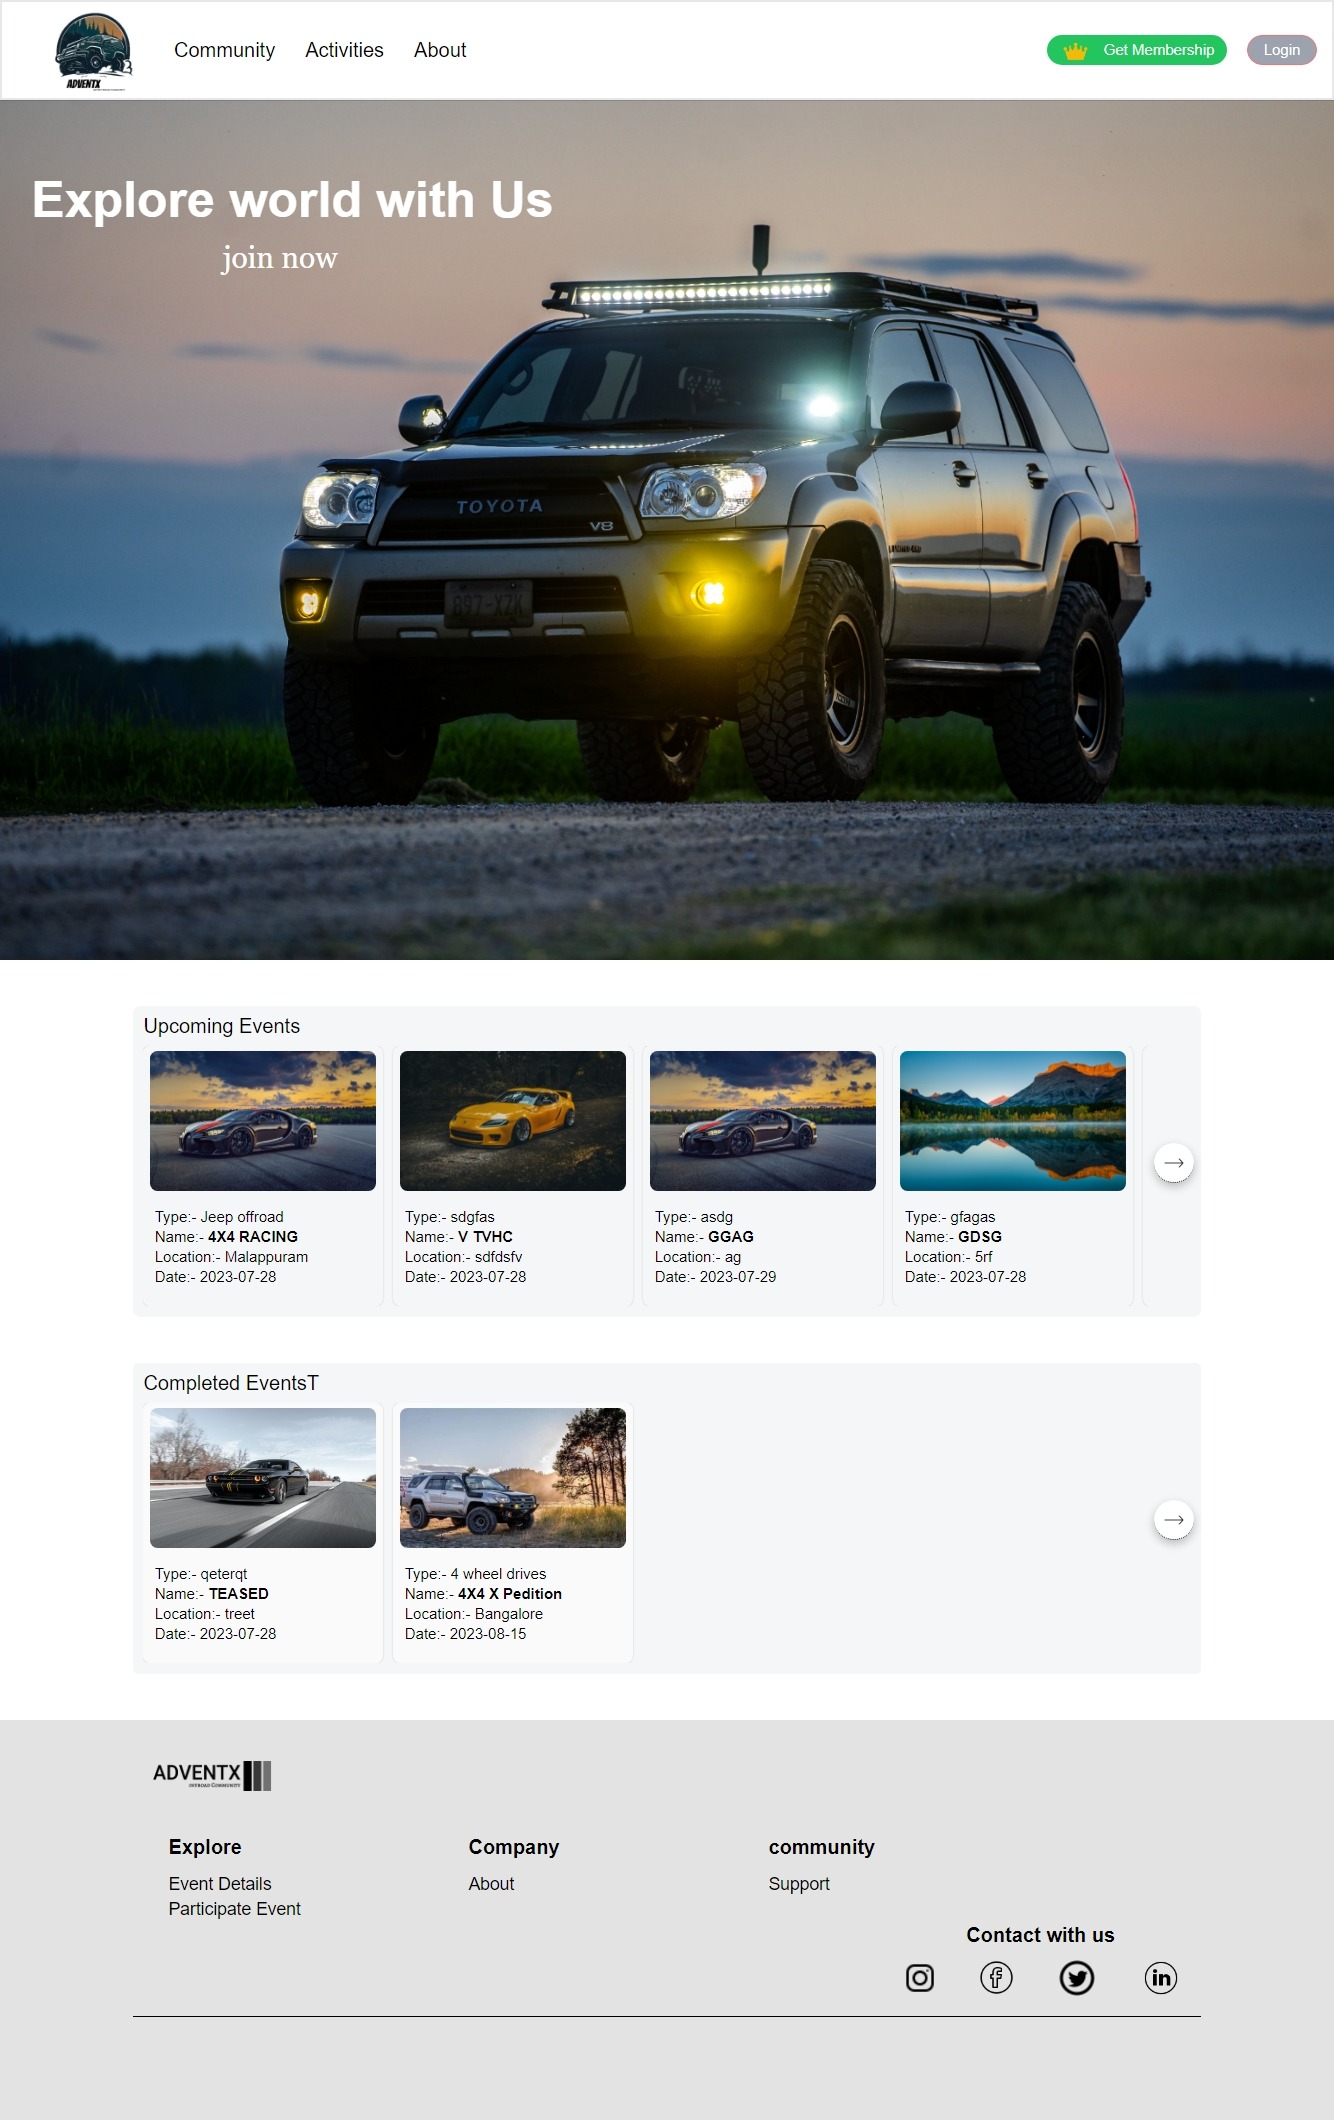 ADVENTX
Community
Activities
About
Get Membership
Login
Explore world with Us
join now
TOYOTA
V8
897-XZK
Upcoming Events
Type:- Jeep offroad
Name:- 4X4 RACING
Location:- Malappuram
Date:- 2023-07-28
Type:- sdgfas
Name:- V TVHC
Location:- sdfdsfv
Date:- 2023-07-28
Type:- asdg
Name:- GGAG
Location:- ag
Date:- 2023-07-29
Type:- gfagas
Name:- GDSG
Location:- 5rf
Date:- 2023-07-28
Completed EventsT
Type:- qeterqt
Name:- TEASED
Location:- treet
Date:- 2023-07-28
Type:- 4 wheel drives
Name:- 4X4 X Pedition
Location:- Bangalore
Date:- 2023-08-15
ADVENTX
OFFROAD COMMUNITY
Explore
Event Details
Participate Event
Company
About
community
Support
Contact with us